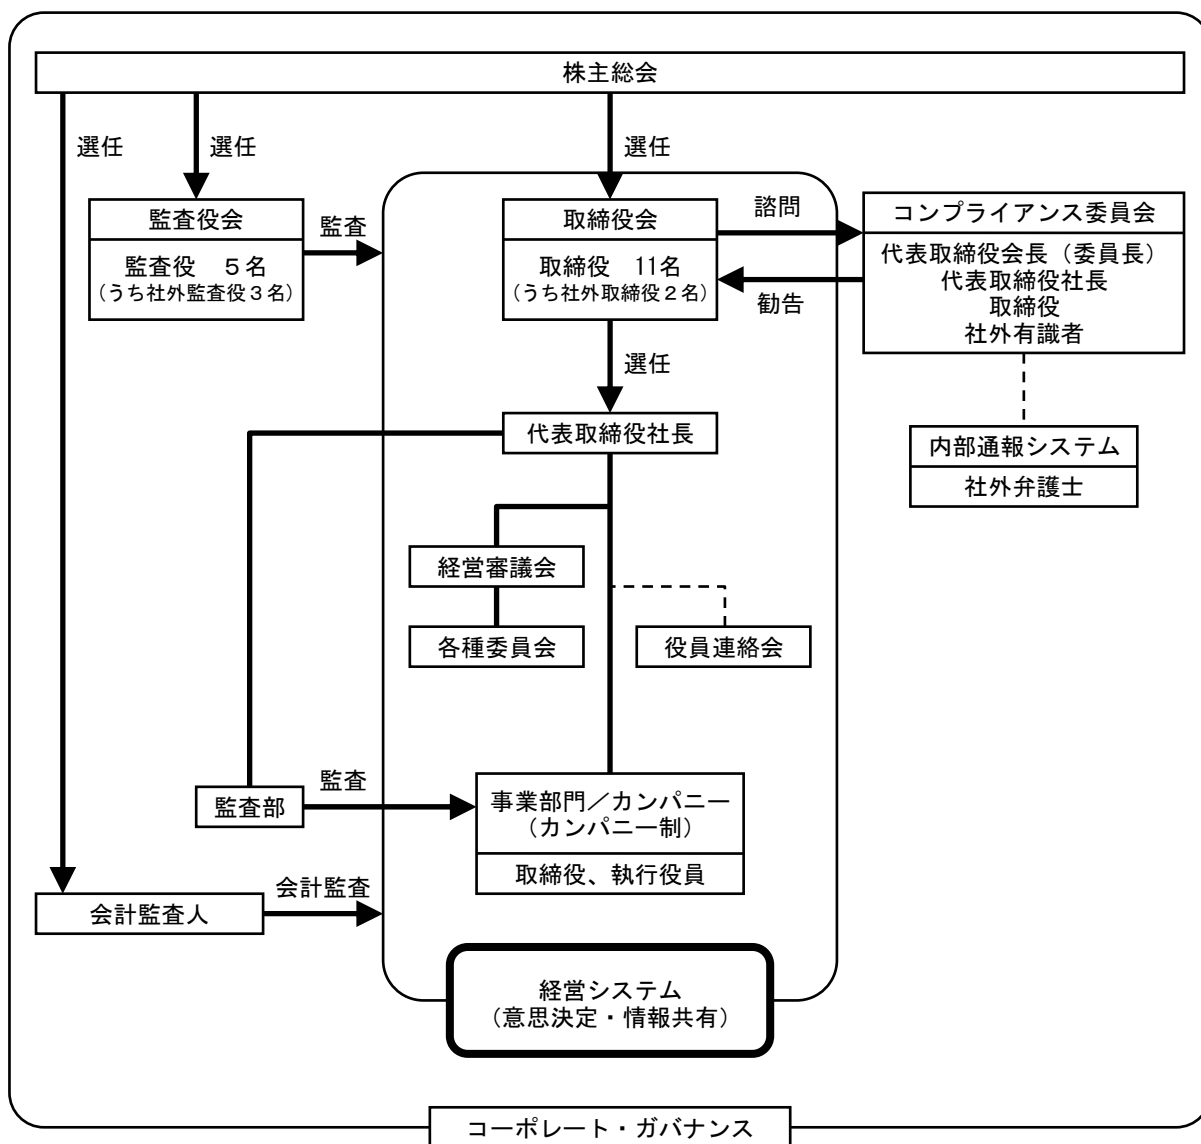 株主総会
選任
選任
選任
監査役会
監査役　５名
（うち社外監査役３名）
監査
取締役会
取締役　11名
（うち社外取締役２名）
諮問
勧告
コンプライアンス委員会
代表取締役会長（委員長）
代表取締役社長
取締役
社外有識者
選任
代表取締役社長
内部通報システム
社外弁護士
経営審議会
各種委員会
役員連絡会
監査部
監査
事業部門／カンパニー
（カンパニー制）
取締役、執行役員
会計監査人
会計監査
経営システム
（意思決定・情報共有）
コーポレート・ガバナンス